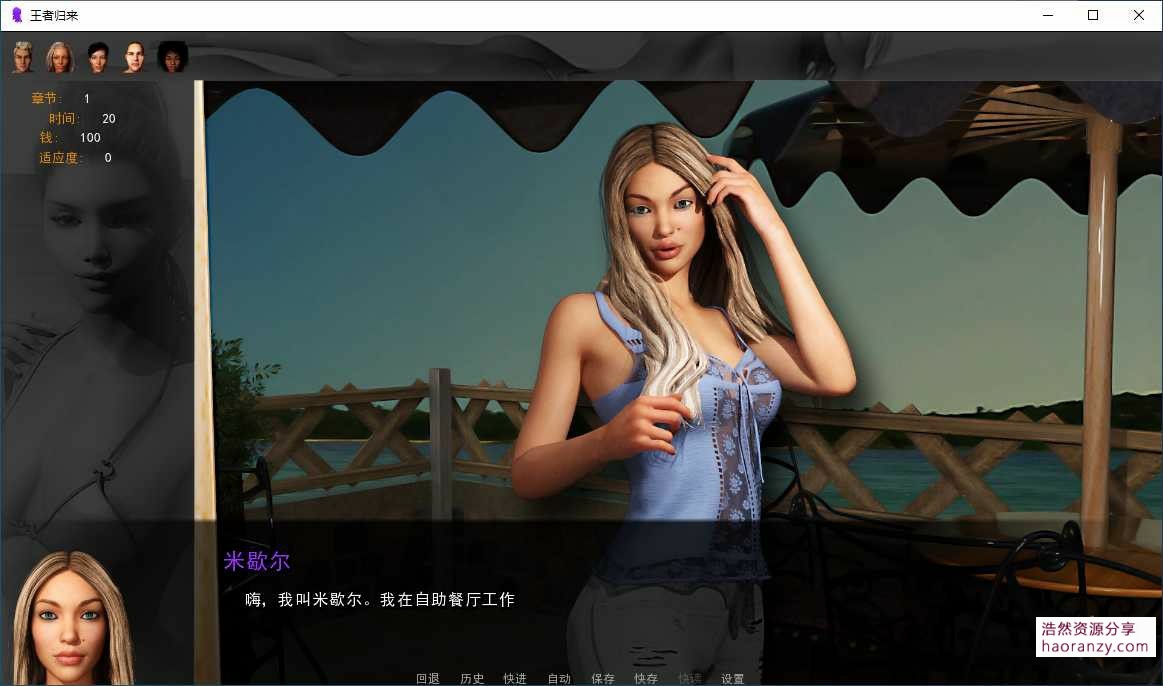 王者归来
章节: 1
时间: 20
钱: 100
适应度: 0
米歇尔
嗨，我叫米歇尔。我在自助餐厅工作
浩然资源分享
haoranzy.com
回退 历史 快进 自动 保存 快存 快读 设置